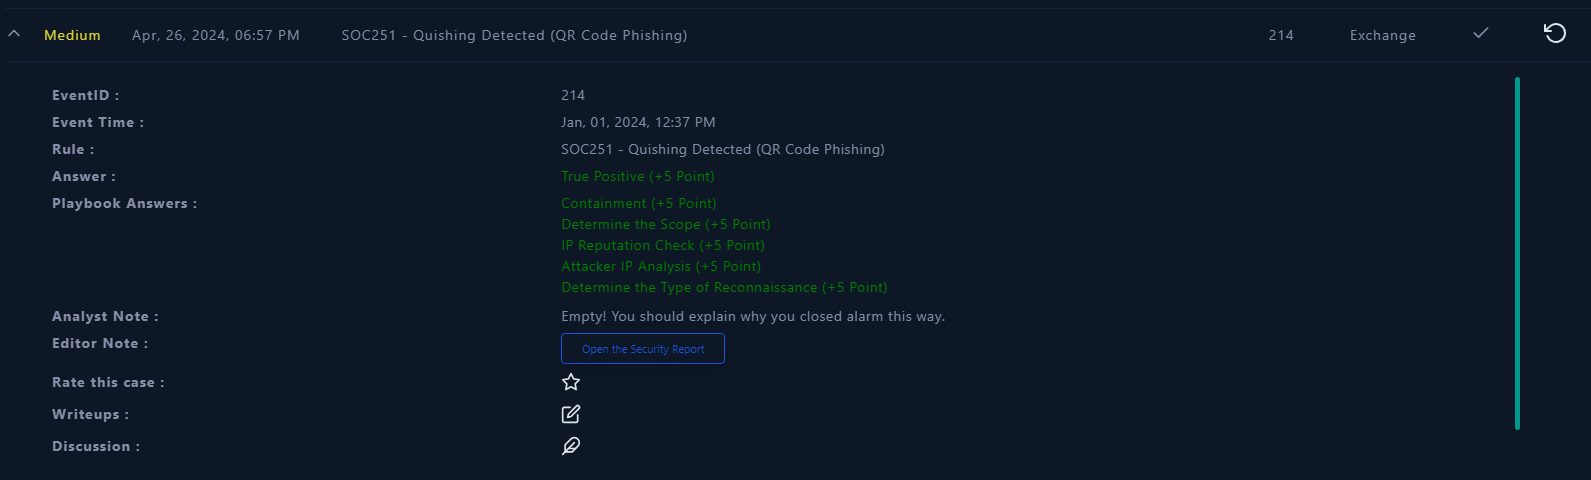 Medium Apr, 26, 2024, 06:57 PM SOC251 - Quishing Detected (QR Code Phishing) 214 Exchange
EventID : 214
Event Time : Jan, 01, 2024, 12:37 PM
Rule : SOC251 - Quishing Detected (QR Code Phishing)
Answer : True Positive (+5 Point)
Playbook Answers : Containment (+5 Point)
Determine the Scope (+5 Point)
IP Reputation Check (+5 Point)
Attacker IP Analysis (+5 Point)
Determine the Type of Reconnaissance (+5 Point)
Analyst Note : Empty! You should explain why you closed alarm this way.
Editor Note : Open the Security Report
Rate this case :
Writeups :
Discussion :